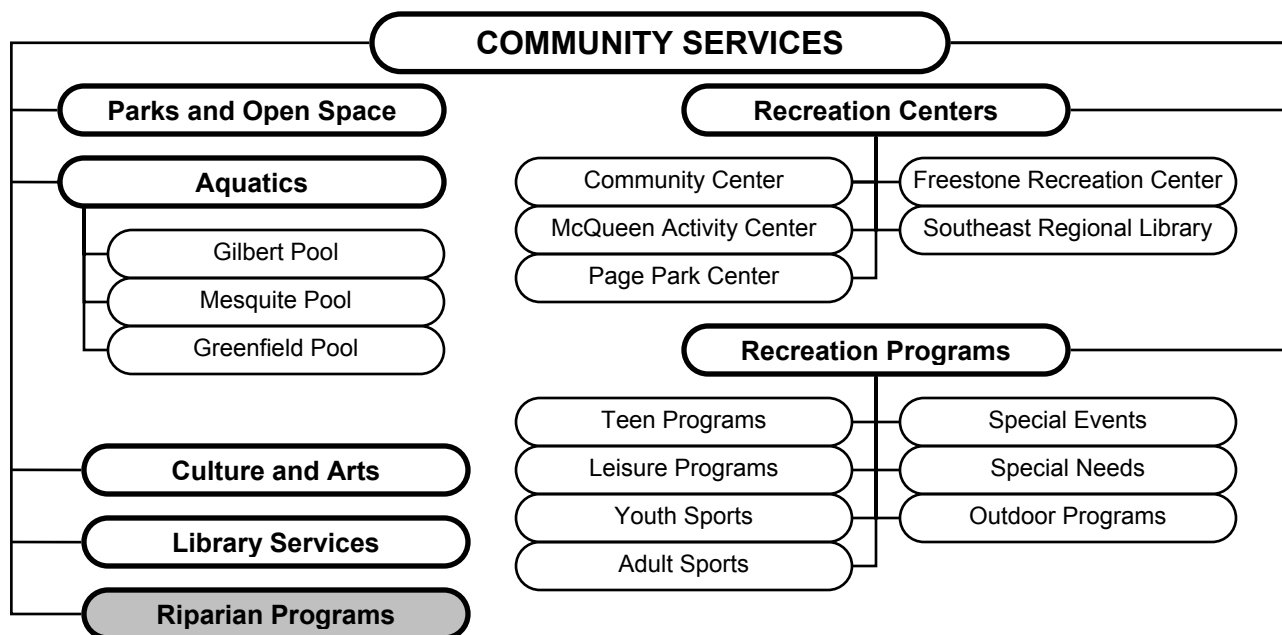 COMMUNITY SERVICES
Parks and Open Space
Aquatics
Gilbert Pool
Mesquite Pool
Greenfield Pool
Culture and Arts
Library Services
Riparian Programs
Recreation Centers
Community Center
McQueen Activity Center
Page Park Center
Freestone Recreation Center
Southeast Regional Library
Recreation Programs
Teen Programs
Leisure Programs
Youth Sports
Adult Sports
Special Events
Special Needs
Outdoor Programs